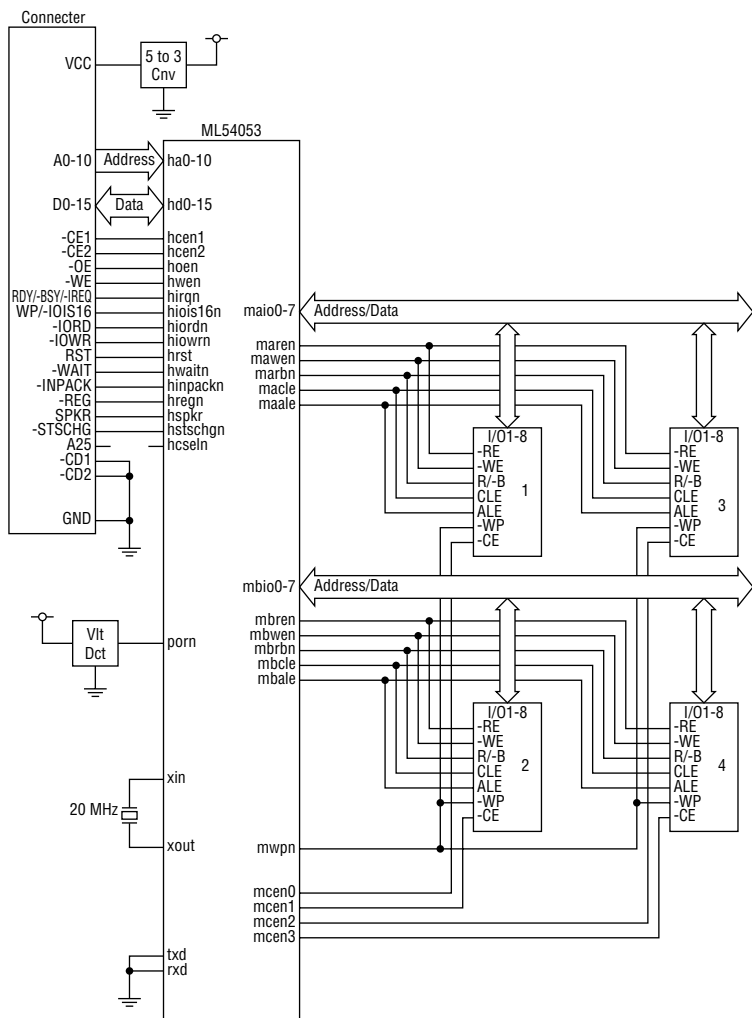 Connecter
VCC
5 to 3
Cnv
ML54053
A0-10
Address
ha0-10
D0-15
Data
hd0-15
-CE1
hcen1
-CE2
hcen2
-OE
hoen
-WE
hwen
RDY/-BSY/-IREQ
hirqn
WP/-IOIS16
hiois16n
-IORD
hiordn
-IOWR
hiowrn
RST
hrst
-WAIT
hwaitn
-INPACK
hinpackn
-REG
hregn
SPKR
hspkr
-STSCHG
hstschgn
A25
hcseln
-CD1
-CD2
GND
maio0-7
Address/Data
maren
mawen
marbn
macle
maale
I/O1-8
-RE
-WE
R/-B
CLE
ALE
-WP
-CE
1
I/O1-8
-RE
-WE
R/-B
CLE
ALE
-WP
-CE
3
mbio0-7
Address/Data
mbren
mbwen
mbrbn
mbcle
mbale
I/O1-8
-RE
-WE
R/-B
CLE
ALE
-WP
-CE
2
I/O1-8
-RE
-WE
R/-B
CLE
ALE
-WP
-CE
4
Vlt
Dct
porn
xin
20 MHz
xout
mwpn
mcen0
mcen1
mcen2
mcen3
txd
rxd